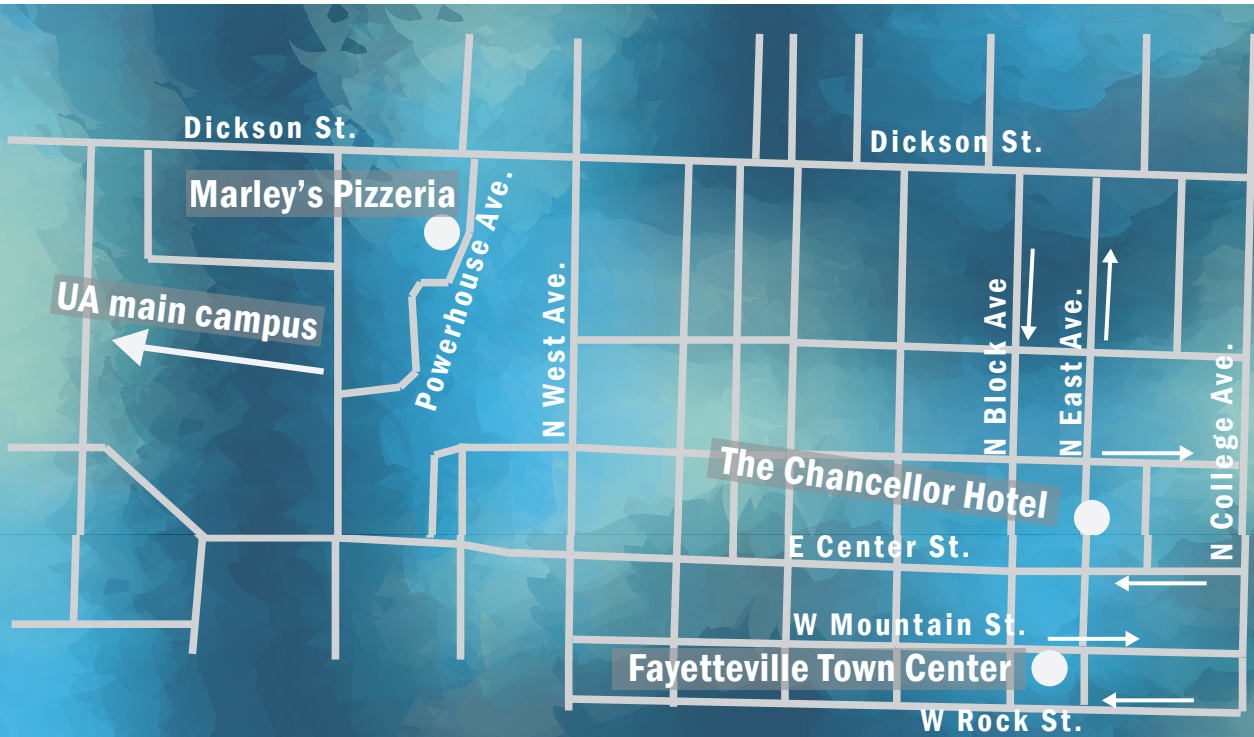 Dickson St.
Dickson St.
Marley's Pizzeria
Powerhouse Ave.
UA main campus
N West Ave.
N Block Ave
N East Ave.
N College Ave.
The Chancellor Hotel
E Center St.
W Mountain St.
Fayetteville Town Center
W Rock St.